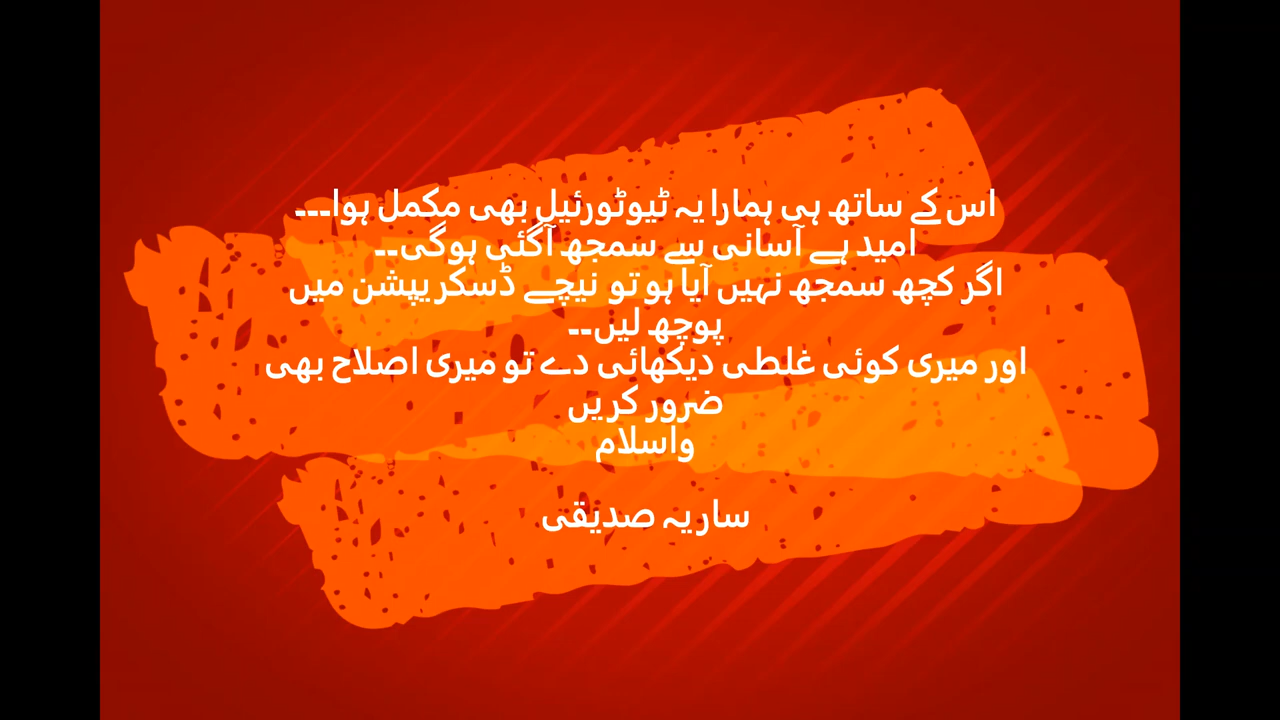 اس کے ساتھ ہی ہمارا یہ ٹیوٹورئیل بھی مکمل ہوا۔۔۔
امید ہے آسانی سے سمجھ آگئی ہوگی۔۔
اگر کچھ سمجھ نہیں آیا ہو تو نیچے ڈسکریپشن میں
پوچھ لیں۔۔
اور میری کوئی غلطی دیکھائی دے تو میری اصلاح بھی
ضرور کریں
واسلام
ساریہ صدیقی